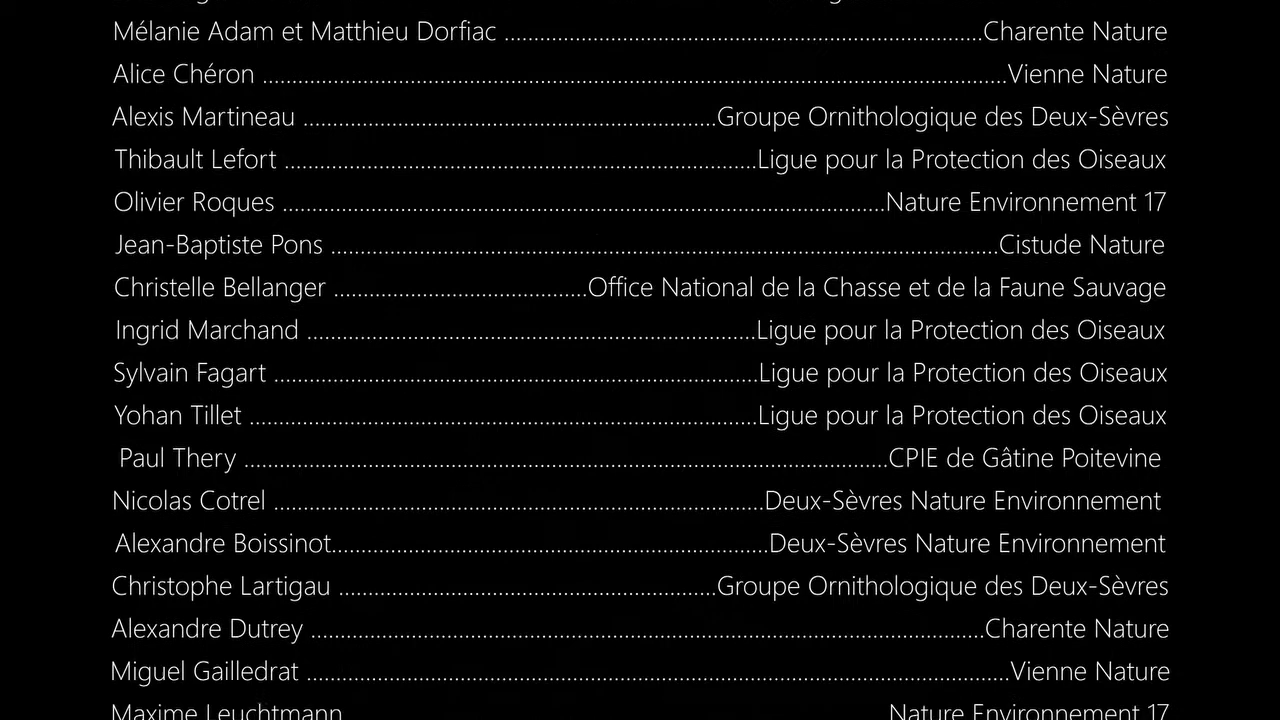 Mélanie Adam et Matthieu Dorfiac ........................................................Charente Nature
Alice Chéron ........................................................Vienne Nature
Alexis Martineau ........................................................Groupe Ornithologique des Deux-Sèvres
Thibault Lefort ........................................................Ligue pour la Protection des Oiseaux
Olivier Roques ........................................................Nature Environnement 17
Jean-Baptiste Pons ........................................................Cistude Nature
Christelle Bellanger ...................................Office National de la Chasse et de la Faune Sauvage
Ingrid Marchand ........................................................Ligue pour la Protection des Oiseaux
Sylvain Fagart ........................................................Ligue pour la Protection des Oiseaux
Yohan Tillet ........................................................Ligue pour la Protection des Oiseaux
Paul Thery ........................................................CPIE de Gâtine Poitevine
Nicolas Cotrel ........................................................Deux-Sèvres Nature Environnement
Alexandre Boissinot........................................................Deux-Sèvres Nature Environnement
Christophe Lartigau ...................................................Groupe Ornithologique des Deux-Sèvres
Alexandre Dutrey ........................................................Charente Nature
Miguel Gailledrat ........................................................Vienne Nature
Maxime Leuchtmann Nature Environnement 17